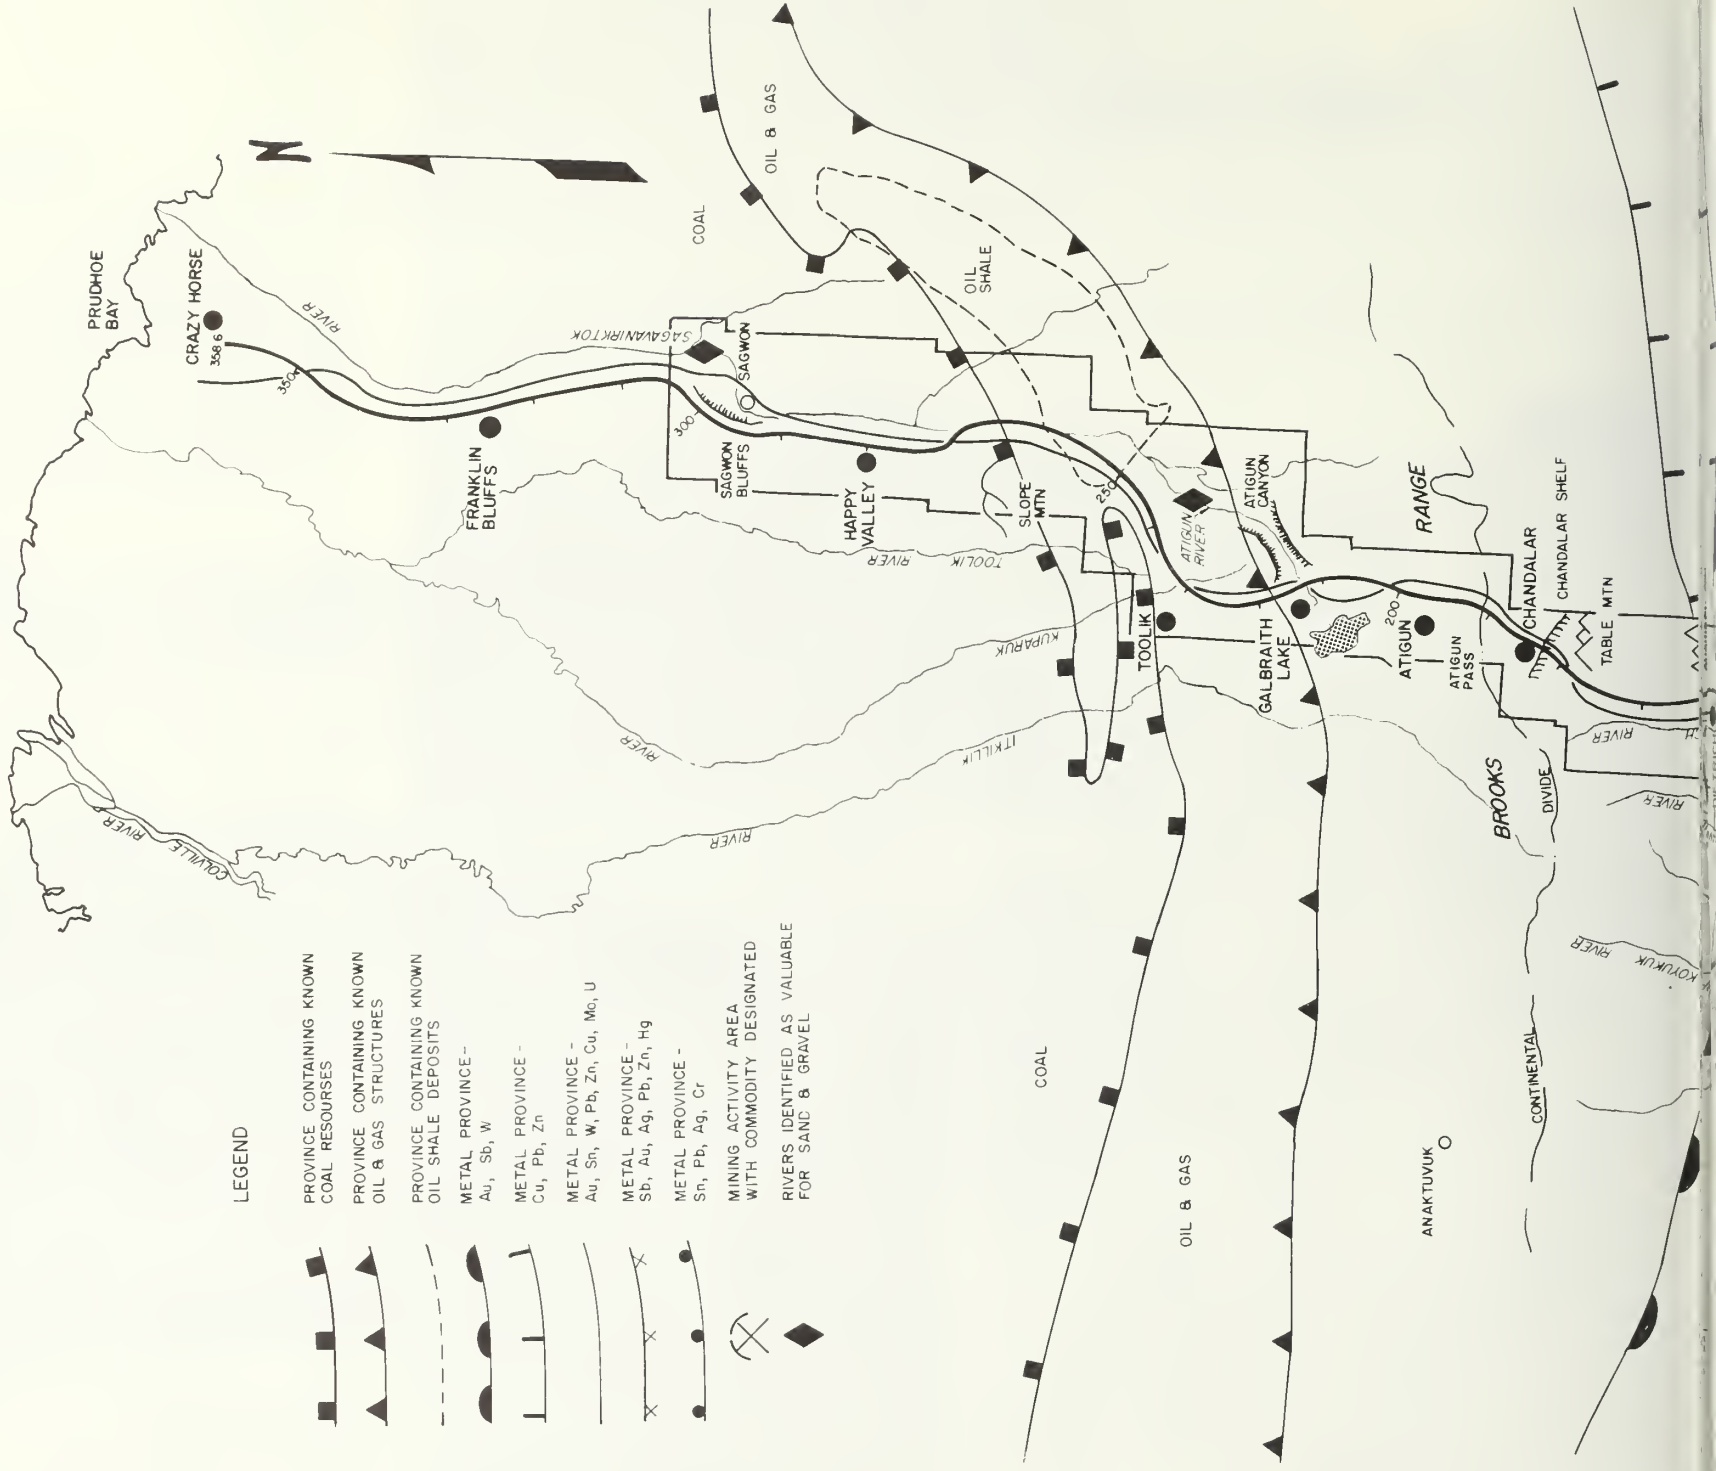 LEGEND
PROVINCE CONTAINING KNOWN
COAL RESOURSES
PROVINCE CONTAINING KNOWN
OIL & GAS STRUCTURES
PROVINCE CONTAINING KNOWN
OIL SHALE DEPOSITS
METAL PROVINCE-
Au, Sb, W
METAL PROVINCE -
Cu, Pb, Zn
METAL PROVINCE -
Au, Sn, W, Pb, Zn, Cu, Mo, U
METAL PROVINCE-
Sb, Au, Ag, Pb, Zn, Hg
METAL PROVINCE -
Sn, Pb, Ag, Cr
MINING ACTIVITY AREA
WITH COMMODITY DESIGNATED
RIVERS IDENTIFIED AS VALUABLE
FOR SAND & GRAVEL
N
PRUDHOE
BAY
CRAZY HORSE
358.6
350
RIVER
SAGAVANIRKTOK
COLVILLE
RIVER
FRANKLIN
BLUFFS
SAGWON
300
SAGWON
BLUFFS
COAL
OIL & GAS
HAPPY
VALLEY
TOOLIK RIVER
OIL
SHALE
SLOPE
MTN
250
KUPARUK
RIVER
ITKILLIK
RIVER
TOOLIK
ATIGUN
RIVER
ATIGUN
CANYON
GALBRAITH
LAKE
COAL
OIL & GAS
200
ATIGUN
ATIGUN
PASS
BROOKS
RANGE
CHANDALAR
CHANDALAR SHELF
TABLE MTN
CONTINENTAL
DIVIDE
ANAKTUVUK
RIVER
RIVER
KOYUKUK
RIVER